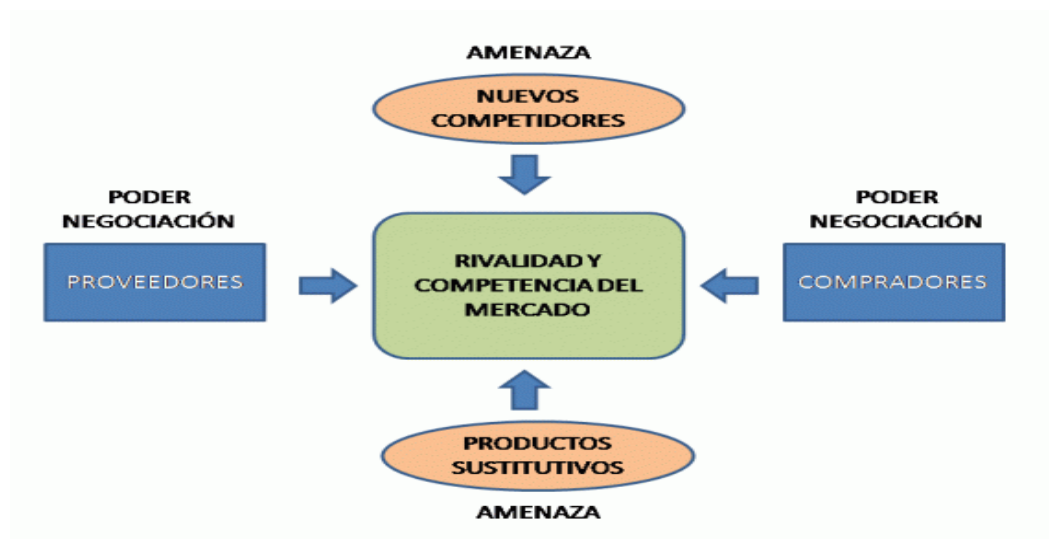 AMENAZA
NUEVOS
COMPETIDORES
PODER
NEGOCIACIÓN
PROVEEDORES
RIVALIDAD Y
COMPETENCIA DEL
MERCADO
PODER
NEGOCIACIÓN
COMPRADORES
PRODUCTOS
SUSTITUTIVOS
AMENAZA